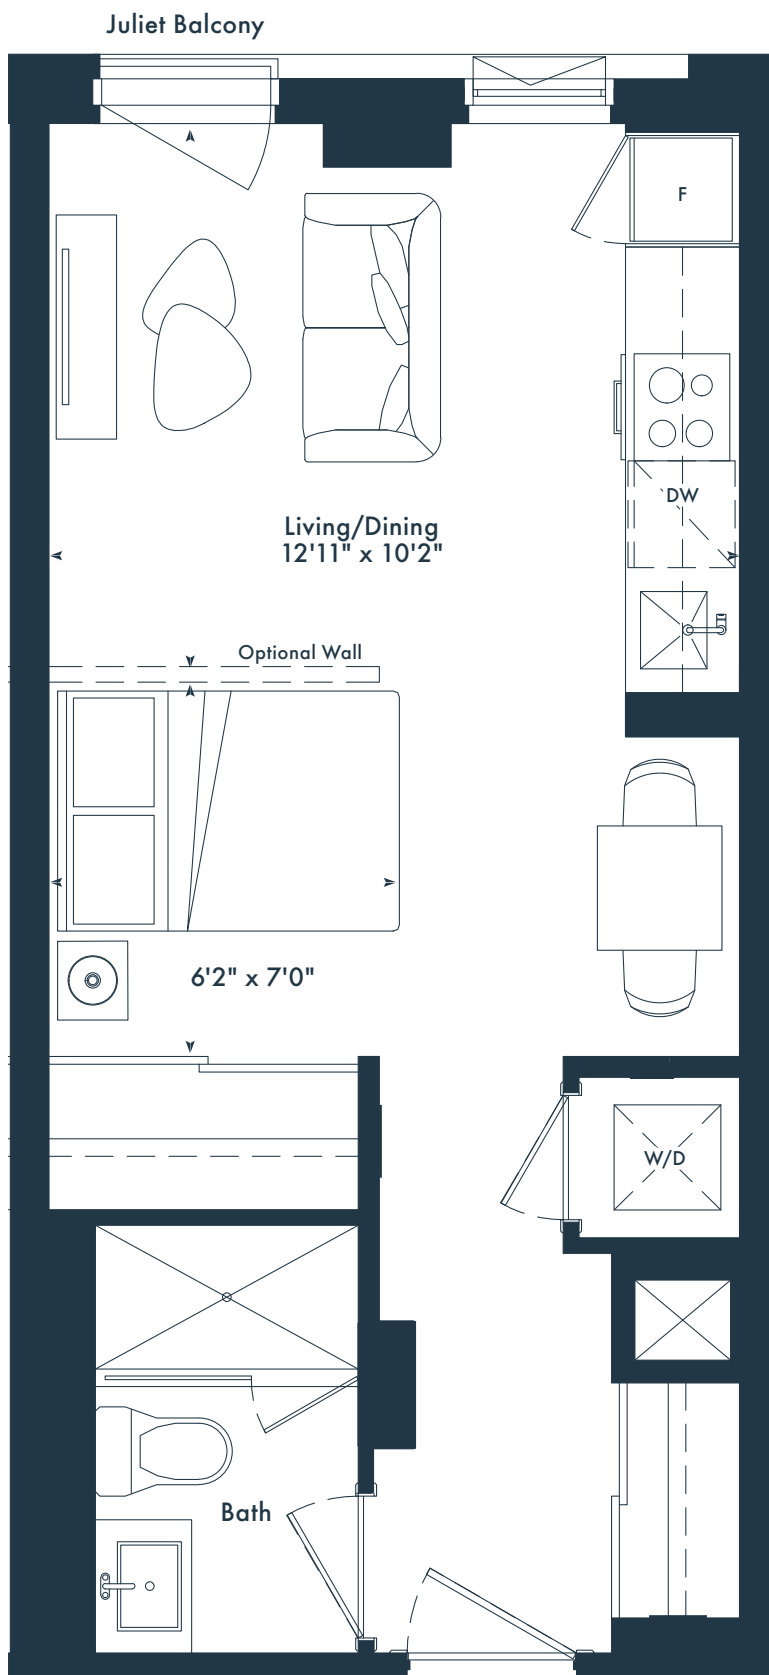 Juliet Balcony
F
DW
Living/Dining
12'11" x 10'2"
Optional Wall
6'2" x 7'0"
W/D
Bath